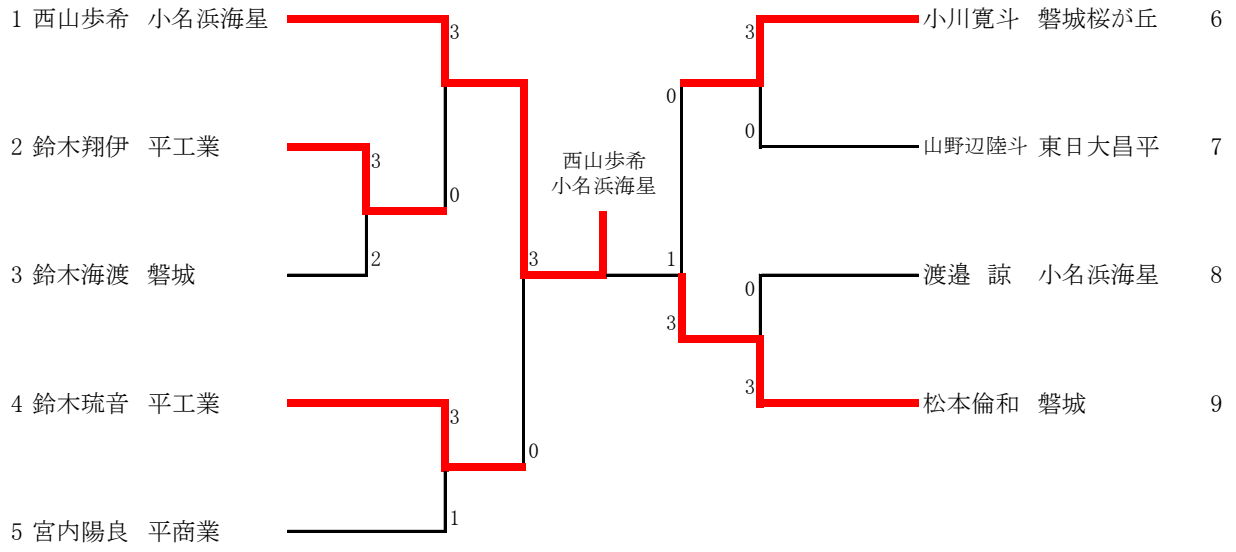 1 西山歩希 小名浜海星
3
3
小川寛斗 磐城桜が丘 6
0
2 鈴木翔伊 平工業
3
0
山野辺陸斗 東日大昌平 7
西山歩希
小名浜海星
0
2
3
1
3 鈴木海渡 磐城
0
渡邉 諒 小名浜海星 8
3
3
4 鈴木琉音 平工業
3
松本倫和 磐城 9
0
1
5 宮内陽良 平商業